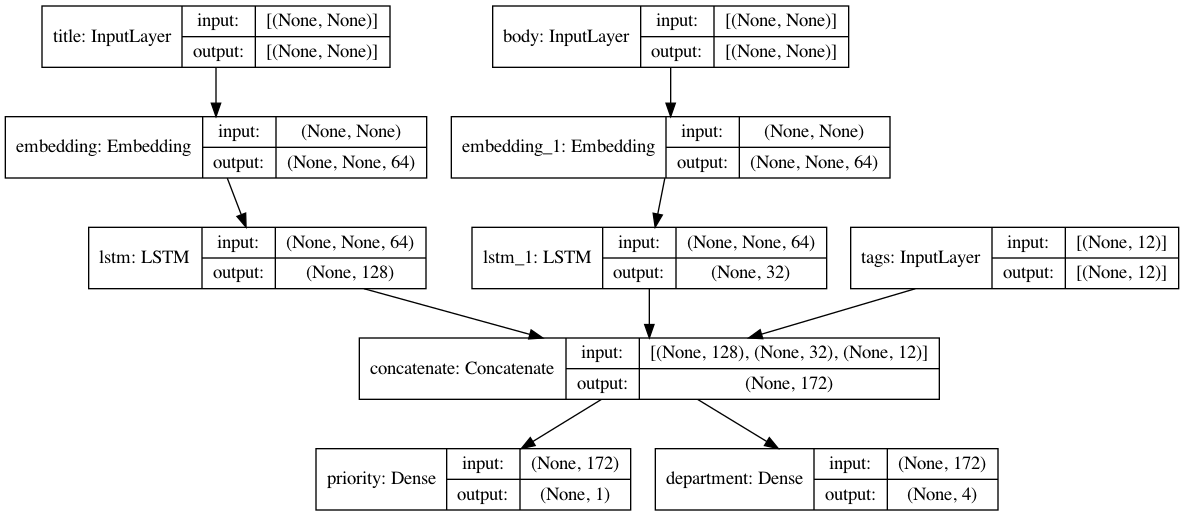 title: InputLayer
input: [(None, None)]
output: [(None, None)]
body: InputLayer
input: [(None, None)]
output: [(None, None)]
embedding: Embedding
input: (None, None)
output: (None, None, 64)
embedding_1: Embedding
input: (None, None)
output: (None, None, 64)
lstm: LSTM
input: (None, None, 64)
output: (None, 128)
lstm_1: LSTM
input: (None, None, 64)
output: (None, 32)
tags: InputLayer
input: [(None, 12)]
output: [(None, 12)]
concatenate: Concatenate
input: [(None, 128), (None, 32), (None, 12)]
output: (None, 172)
priority: Dense
input: (None, 172)
output: (None, 1)
department: Dense
input: (None, 172)
output: (None, 4)